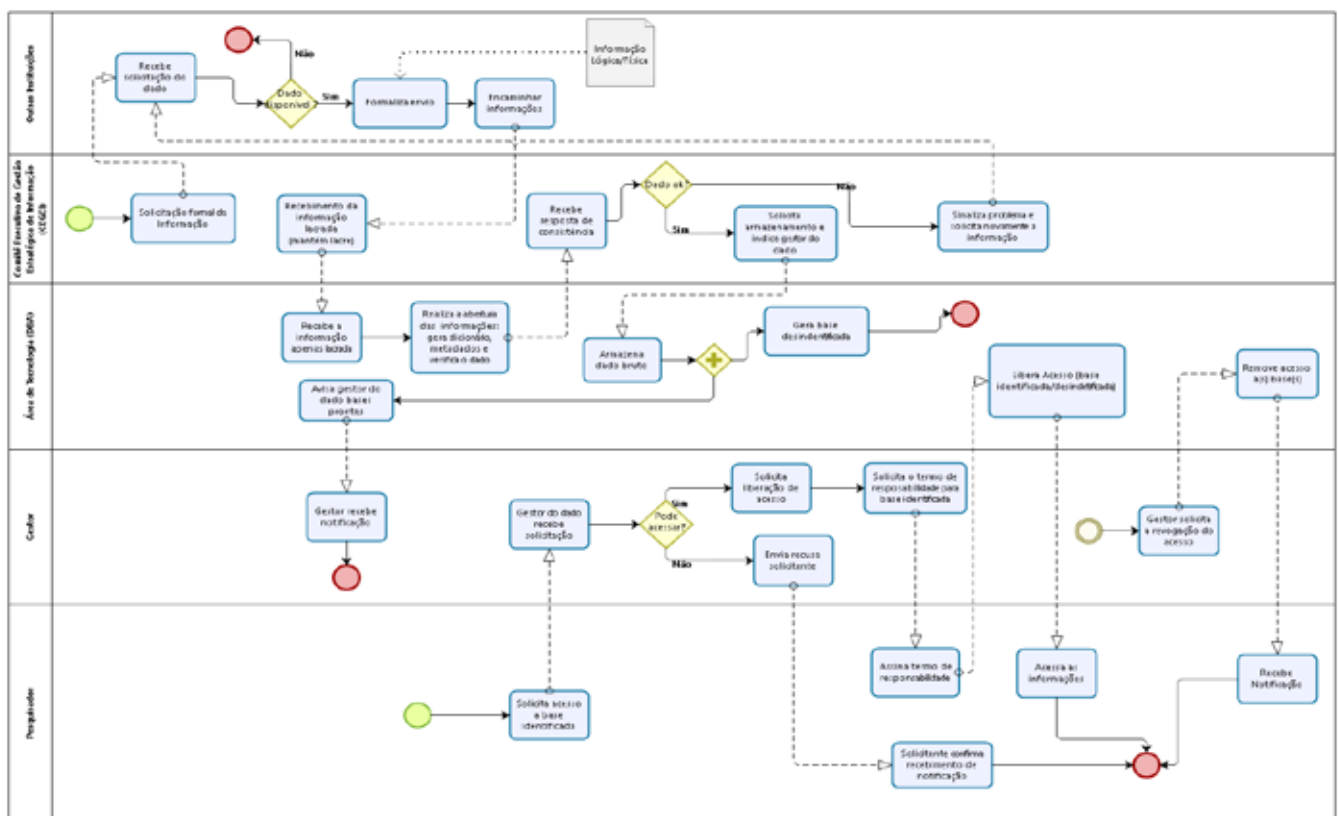 Outras Instituições
Recebe
solicitação de
dado
Não
Dado
disponível?
Sim
Formaliza envio
Encaminhar
informações
Informação
Lógica/Física
Comitê Executivo de Gestão
Estratégica de Informação
Solicitação formal da
informação
Recebimento da
informação
lacrada
(mantém lacre)
Recebe
resposta de
consistência
Dado ok?
Não
Sim
Solicita
armazenamento e
indica gestor do
dado
Sinaliza problema e
solicita novamente a
informação
Área de Tecnologia (DBA)
Recebe a
informação
apenas lacrada
Realiza a abertura
das informações:
gera dicionário,
metadados e
verifica o dado
Armazena
dado bruto
Gera base
desidentificada
Avisa gestor do
dado bases
prontas
Libera Acesso (base
identificada/desidentificada)
Remove acesso
a(s) base(s)
Gestor
Gestor recebe
notificação
Gestor do dado
recebe
solicitação
Pode
acessar?
Sim
Não
Solicita
liberação de
acesso
Solicita o termo de
responsabilidade para
base identificada
Envia recusa
solicitante
Gestor solicita
a revogação do
acesso
Pesquisador
Solicita acesso
a base
identificada
Assina termo de
responsabilidade
Acessa as
informações
Recebe
Notificação
Solicitante confirma
recebimento de
notificação